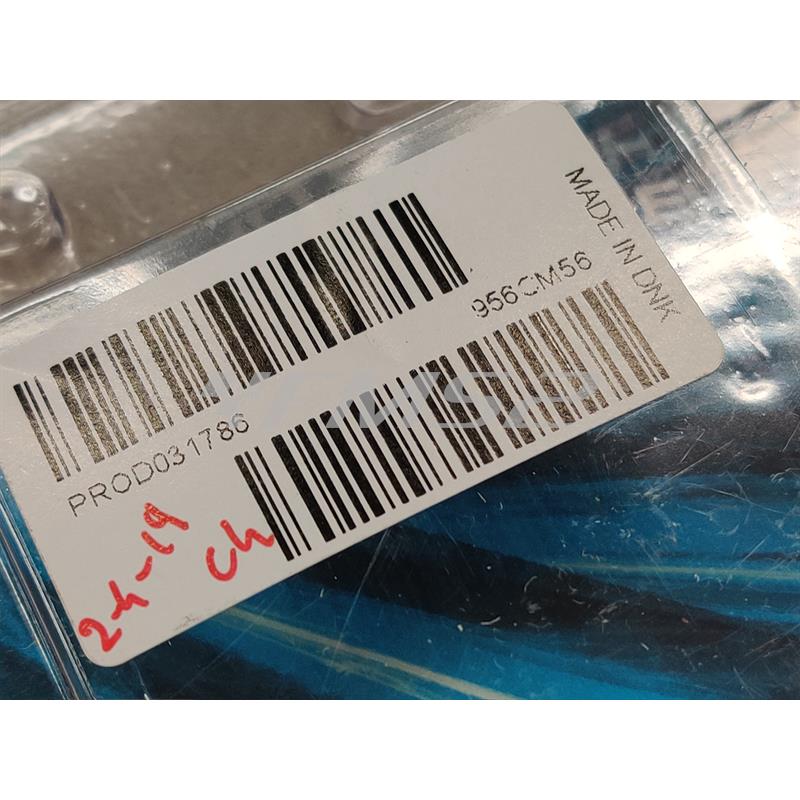 MADE IN DNK
956CM56
PROD031786
24-19
Ch